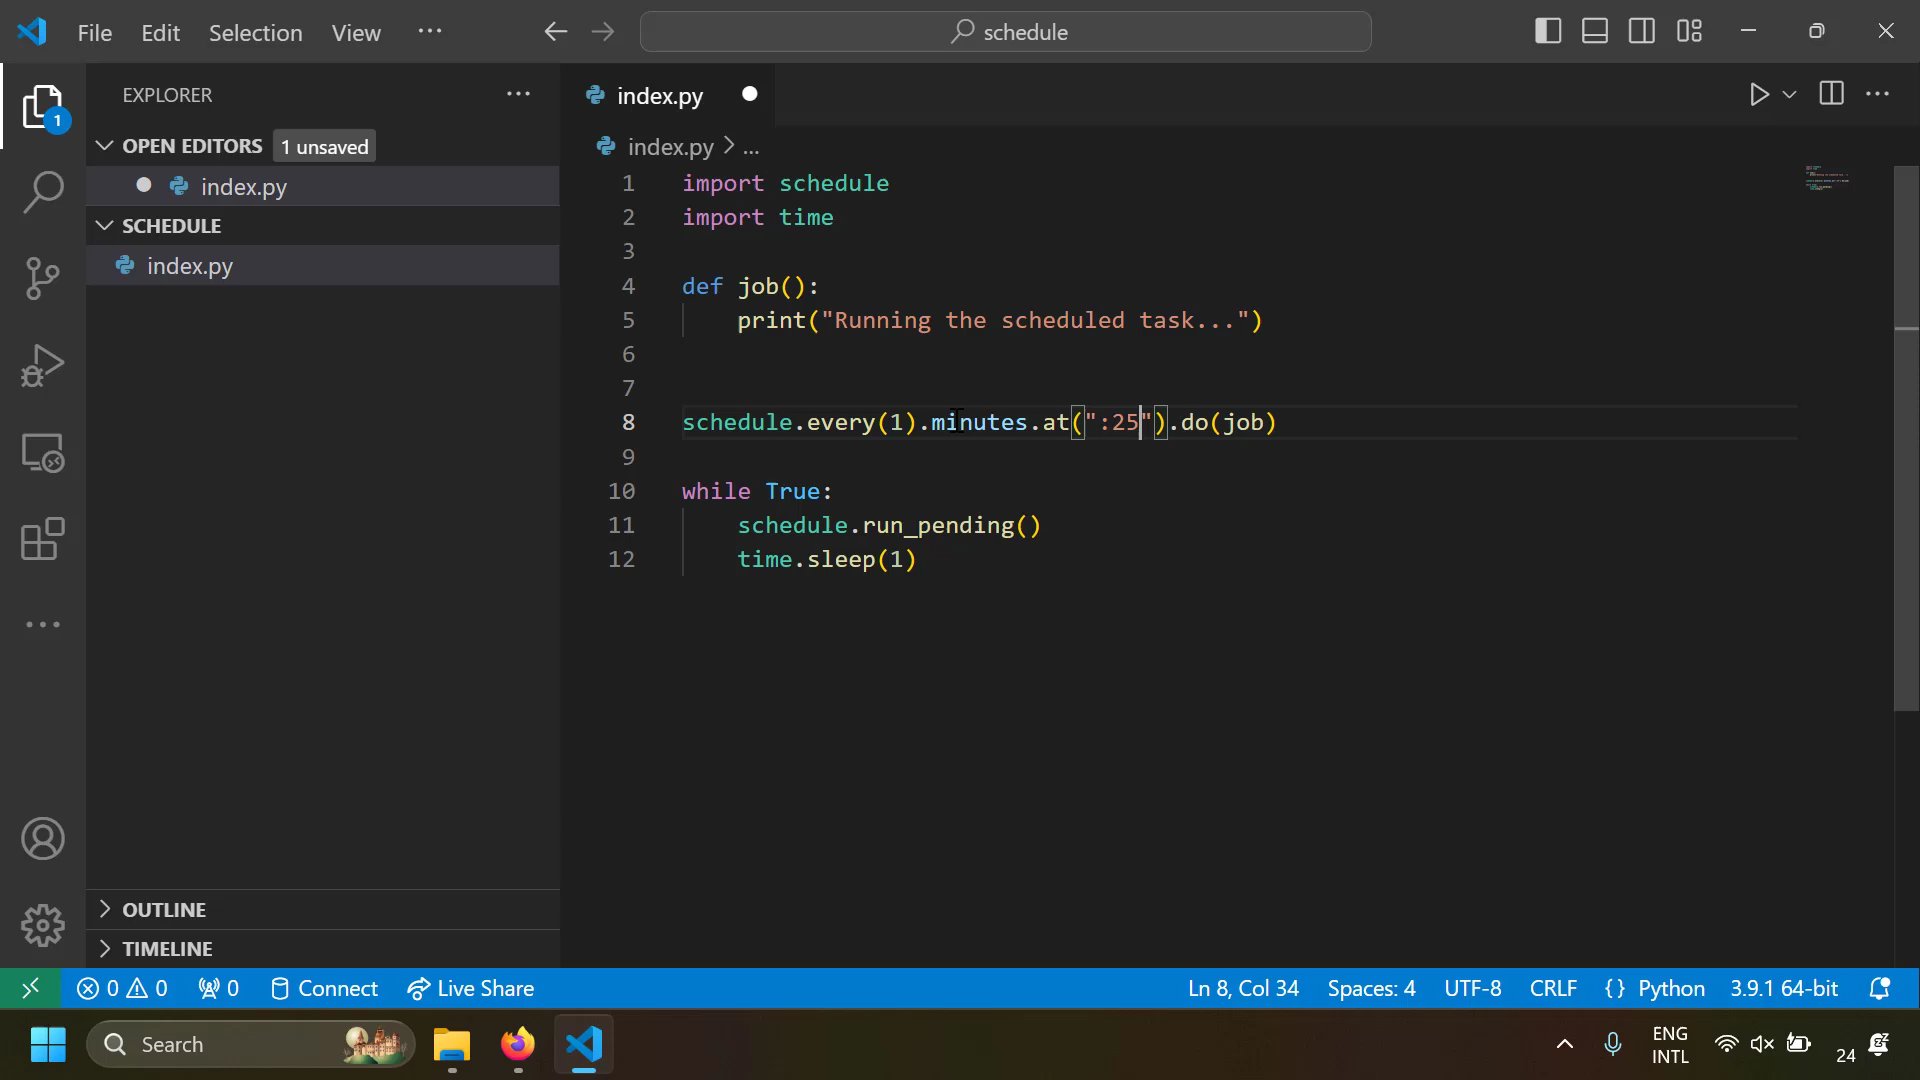 File Edit Selection View
schedule
EXPLORER
1
OPEN EDITORS 1 unsaved
index.py
SCHEDULE
index.py
OUTLINE
TIMELINE
index.py
index.py > ...
1 import schedule
2 import time
3
4 def job():
5 print("Running the scheduled task...")
6
7
8 schedule.every(1).minutes.at(":25").do(job)
9
10 while True:
11 schedule.run_pending()
12 time.sleep(1)
0 0 0 Connect Live Share Ln 8, Col 34 Spaces: 4 UTF-8 CRLF {} Python 3.9.1 64-bit
Search
ENG
INTL
24